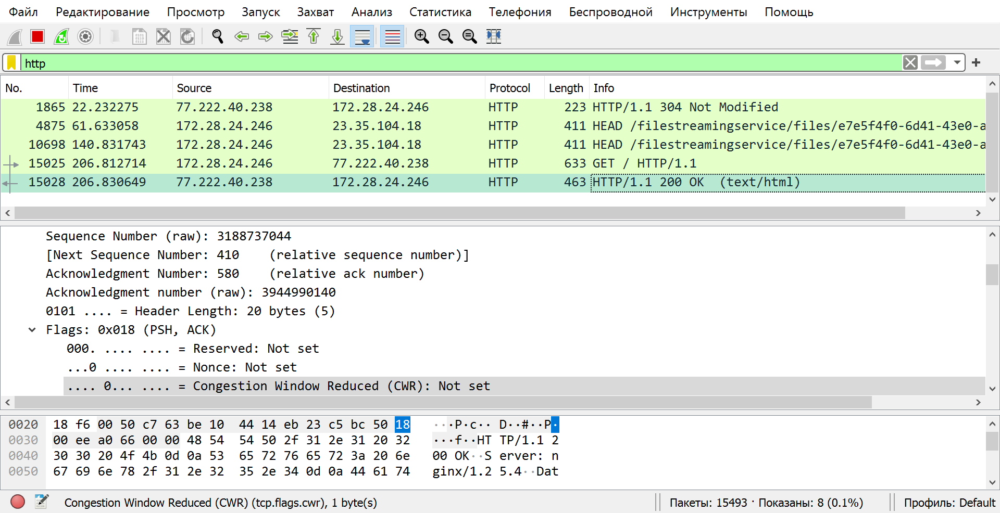 Файл Редактирование Просмотр Запуск Захват Анализ Статистика Телефония Беспроводной Инструменты Помощь
http
No. Time Source Destination Protocol Length Info
1865 22.232275 77.222.40.238 172.28.24.246 HTTP 223 HTTP/1.1 304 Not Modified
4875 61.633058 172.28.24.246 23.35.104.18 HTTP 411 HEAD /filestreamingservice/files/e7e5f4f0-6d41-43e0-a
10698 140.831743 172.28.24.246 23.35.104.18 HTTP 411 HEAD /filestreamingservice/files/e7e5f4f0-6d41-43e0-a
15025 206.812714 172.28.24.246 77.222.40.238 HTTP 633 GET / HTTP/1.1
15028 206.830649 77.222.40.238 172.28.24.246 HTTP 463 HTTP/1.1 200 OK (text/html)
Sequence Number (raw): 3188737044
[Next Sequence Number: 410 (relative sequence number)]
Acknowledgment Number: 580 (relative ack number)
Acknowledgment number (raw): 3944990140
0101 .... = Header Length: 20 bytes (5)
Flags: 0x018 (PSH, ACK)
000. .... .... = Reserved: Not set
...0 .... .... = Nonce: Not set
.... 0... .... = Congestion Window Reduced (CWR): Not set
0020 18 f6 00 50 c7 63 be 10 44 14 eb 23 c5 bc 50 18 ···P·c·· D··#··P·
0030 00 ee a0 66 00 00 48 54 54 50 2f 31 2e 31 20 32 ···f··HT TP/1.1 2
0040 30 30 20 4f 4b 0d 0a 53 65 72 76 65 72 3a 20 6e 00 OK··S erver: n
0050 67 69 6e 78 2f 31 2e 32 35 2e 34 0d 0a 44 61 74 ginx/1.2 5.4··Dat
Congestion Window Reduced (CWR) (tcp.flags.cwr), 1 byte(s) Пакеты: 15493 · Показаны: 8 (0.1%) Профиль: Default